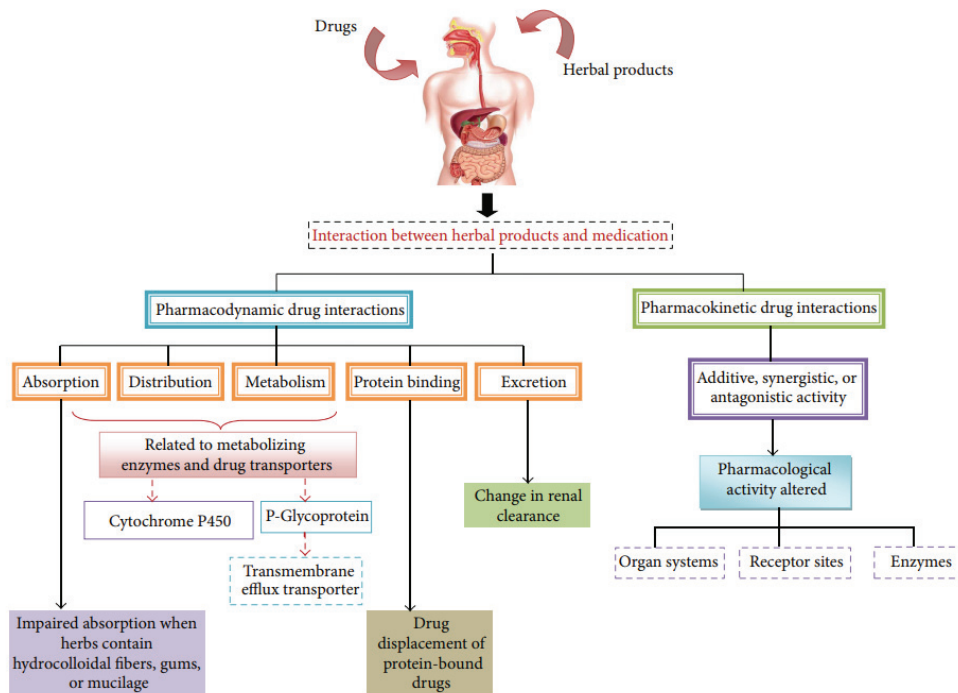 Drugs
Herbal products
Interaction between herbal products and medication
Pharmacodynamic drug interactions
Pharmacokinetic drug interactions
Absorption
Distribution
Metabolism
Protein binding
Excretion
Additive, synergistic, or
antagonistic activity
Related to metabolizing
enzymes and drug transporters
Pharmacological
activity altered
Cytochrome P450
P-Glycoprotein
Change in renal
clearance
Transmembrane
efflux transporter
Organ systems
Receptor sites
Enzymes
Impaired absorption when
herbs contain
hydrocolloidal fibers, gums,
or mucilage
Drug
displacement of
protein-bound
drugs